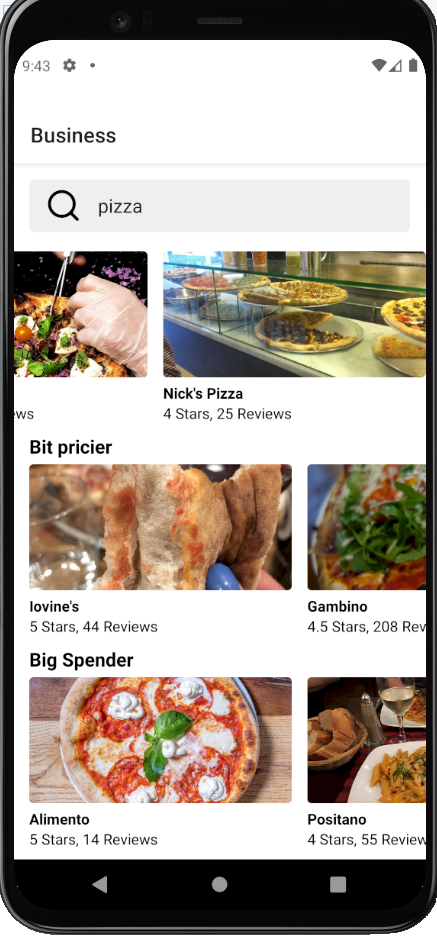 9:43
Business
pizza
Nick's Pizza
ews
4 Stars, 25 Reviews
Bit pricier
Iovine's
Gambino
5 Stars, 44 Reviews
4.5 Stars, 208 Rev
Big Spender
Alimento
Positano
5 Stars, 14 Reviews
4 Stars, 55 Review